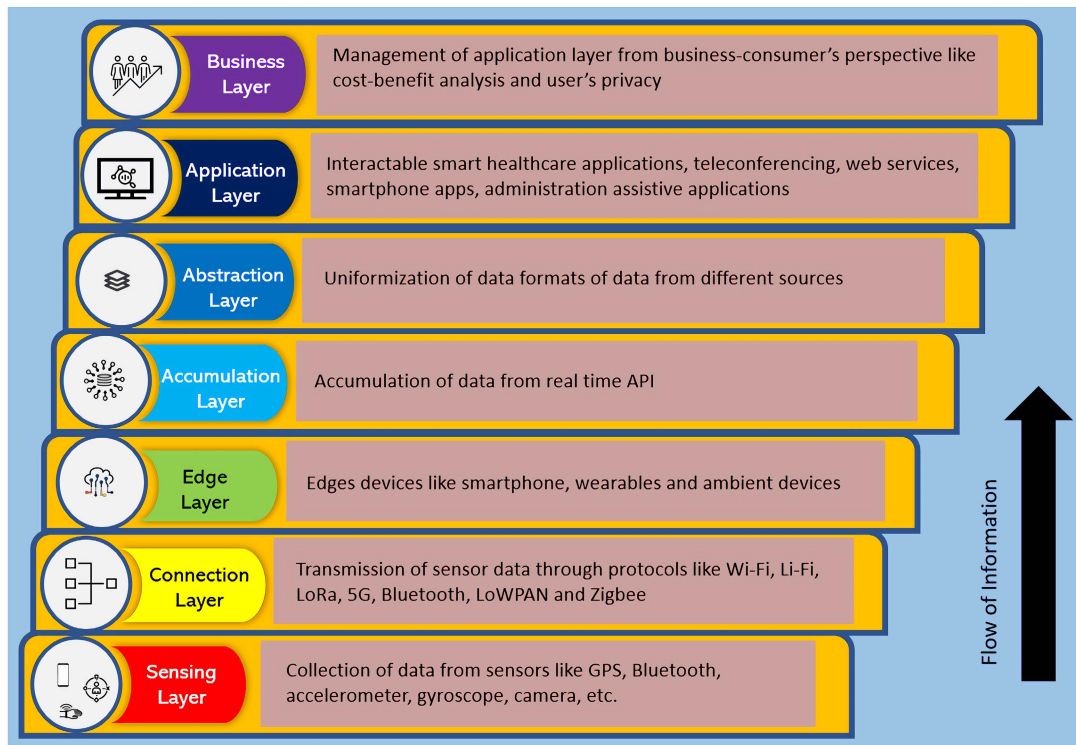 Business
Layer
Management of application layer from business-consumer's perspective like
cost-benefit analysis and user's privacy
Application
Layer
Interactable smart healthcare applications, teleconferencing, web services,
smartphone apps, administration assistive applications
Abstraction
Layer
Uniformization of data formats of data from different sources
Accumulation
Layer
Accumulation of data from real time API
Edge
Layer
Edges devices like smartphone, wearables and ambient devices
Connection
Layer
Transmission of sensor data through protocols like Wi-Fi, Li-Fi,
LoRa, 5G, Bluetooth, LoWPAN and Zigbee
Sensing
Layer
Collection of data from sensors like GPS, Bluetooth,
accelerometer, gyroscope, camera, etc.
Flow of Information